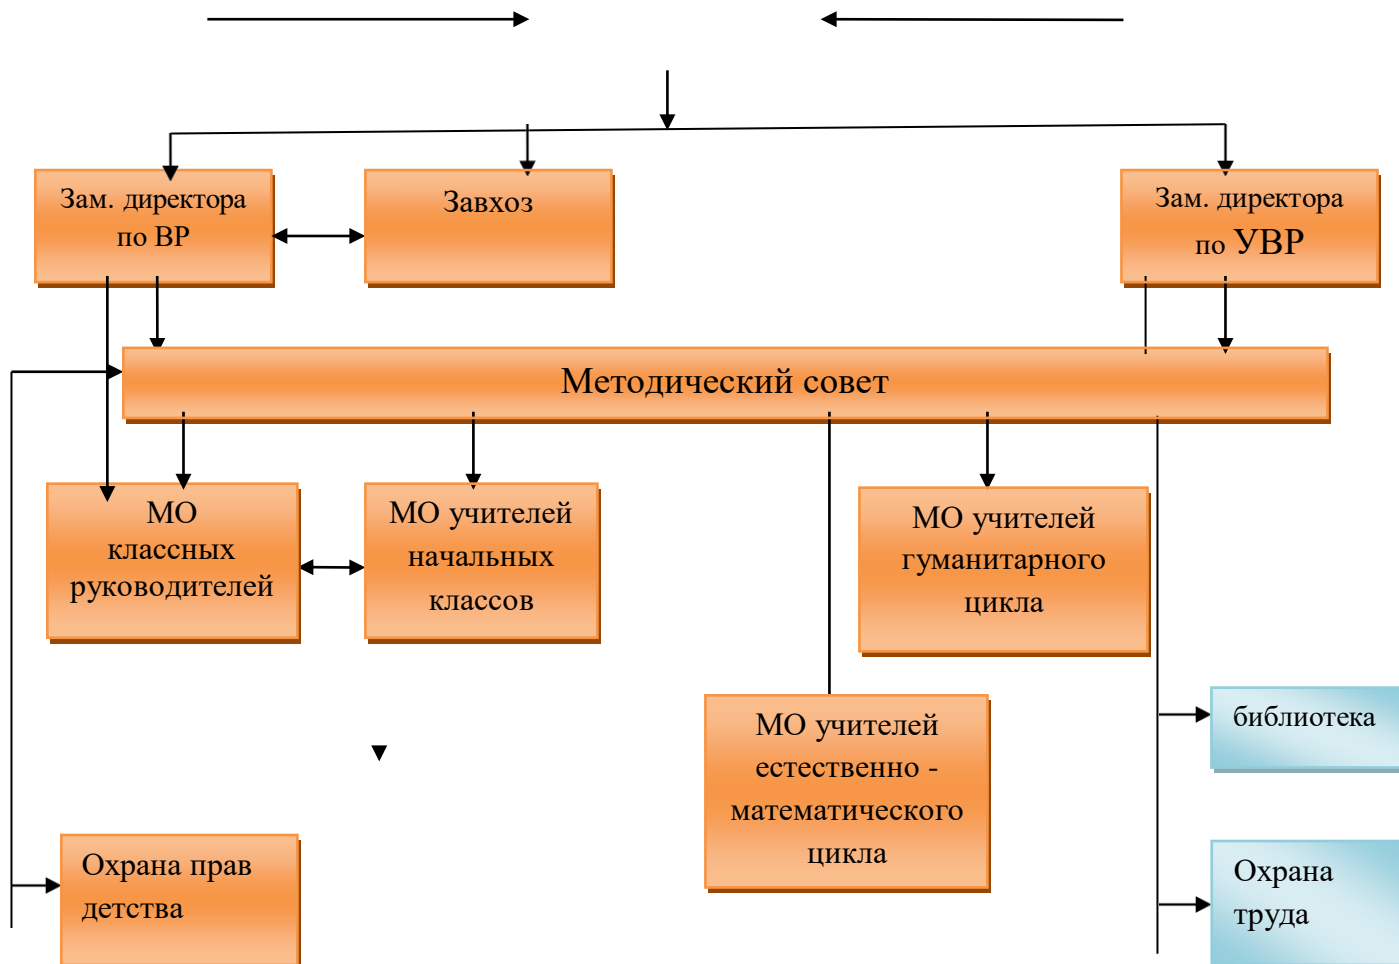 Зам. директора
по ВР
Завхоз
Зам. директора
по УВР
Методический совет
МО
классных
руководителей
МО учителей
начальных
классов
МО учителей
гуманитарного
цикла
МО учителей
естественно -
математического
цикла
библиотека
Охрана прав
детства
Охрана
труда